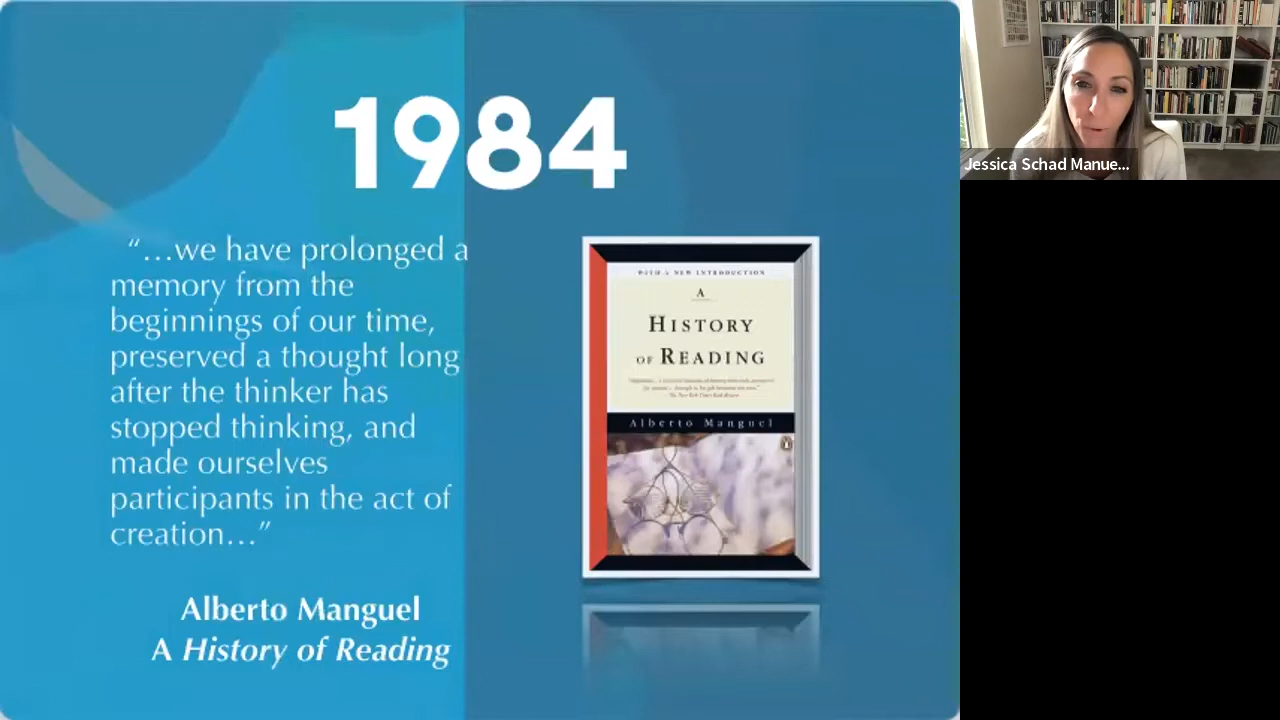 1984
“…we have prolonged a
memory from the
beginnings of our time,
preserved a thought long
after the thinker has
stopped thinking, and
made ourselves
participants in the act of
creation…”
Alberto Manguel
A History of Reading
WITH A NEW INTRODUCTION
A
HISTORY
OF READING
Alberto Manguel
Jessica Schad Manue...